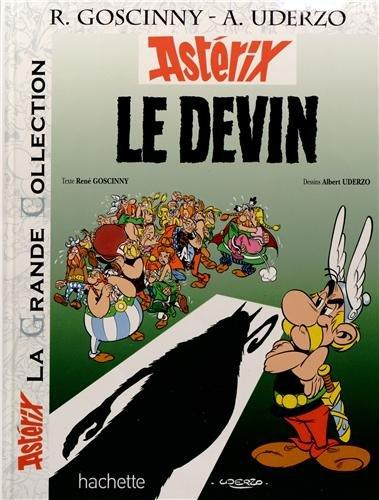 R. GOSCINNY - A. UDERZO
Astérix
LE DEVIN
Texte René GOSCINNY
Dessins Albert UDERZO
Astérix LA GRANDE COLLECTION
hachette
UDERZO